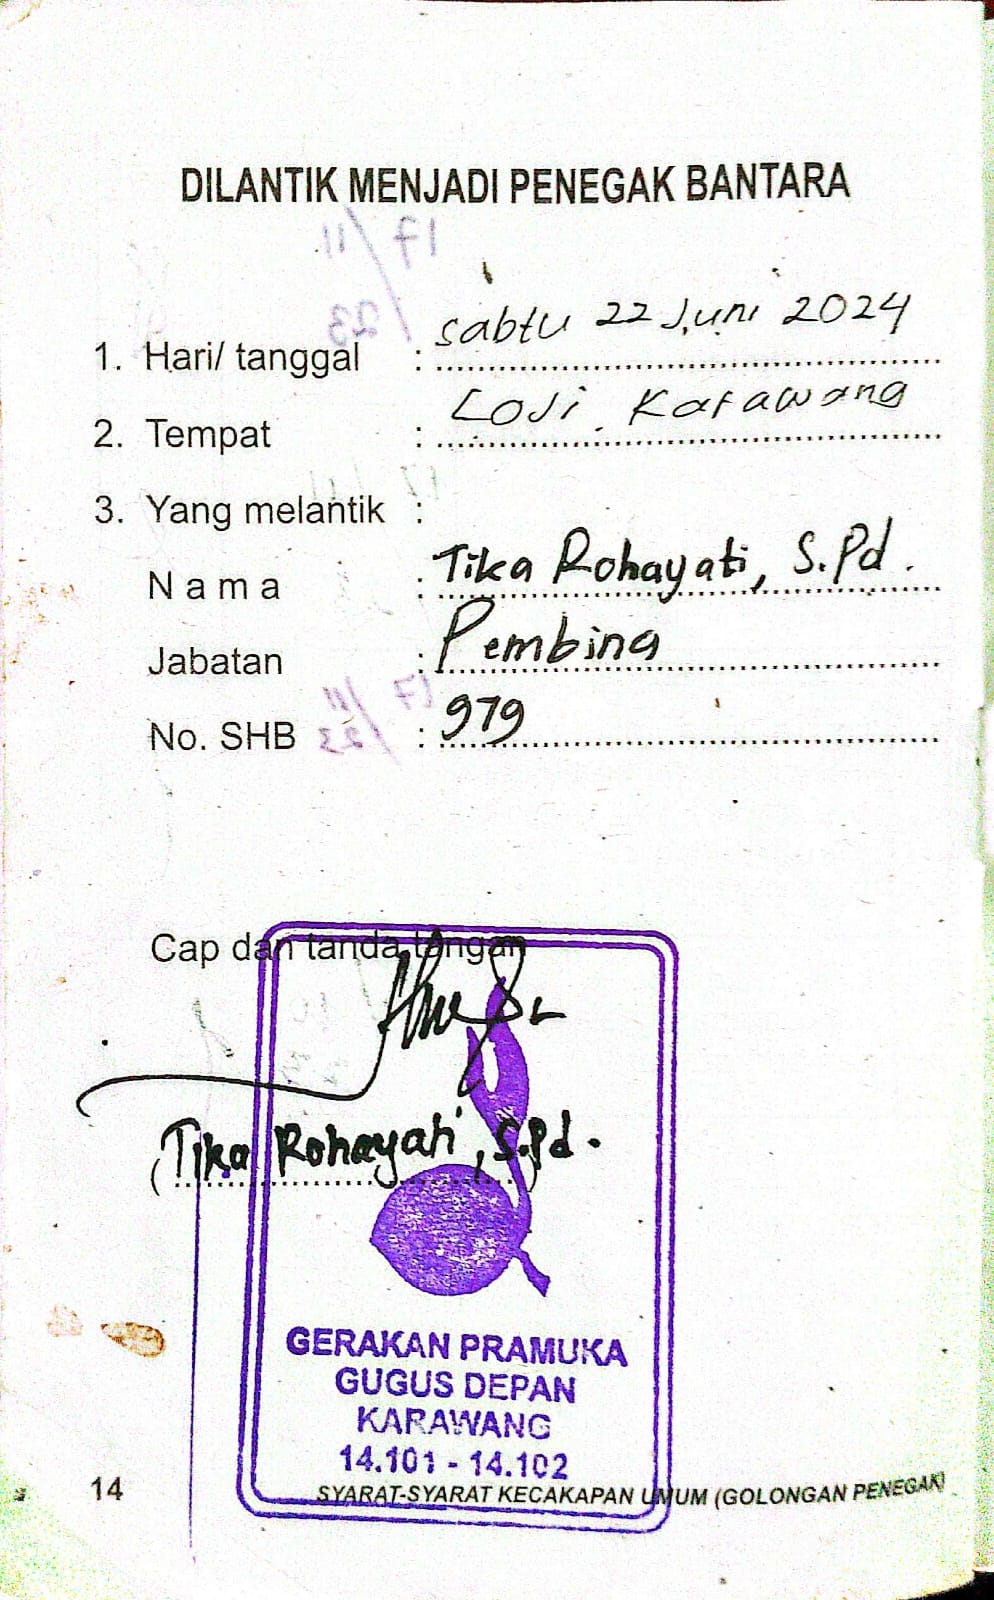 DILANTIK MENJADI PENEGAK BANTARA
1. Hari/ tanggal : Sabtu 22 Juni 2024
2. Tempat : Loji. Karawang
3. Yang melantik :
N a m a : Tika Rohayati, S.Pd.
Jabatan : Pembina
No. SHB : 979
Cap dan tanda tangan
(Tika Rohayati, S.Pd.)
GERAKAN PRAMUKA
GUGUS DEPAN
KARAWANG
14.101 - 14.102
14 SYARAT-SYARAT KECAKAPAN UMUM (GOLONGAN PENEGAK)